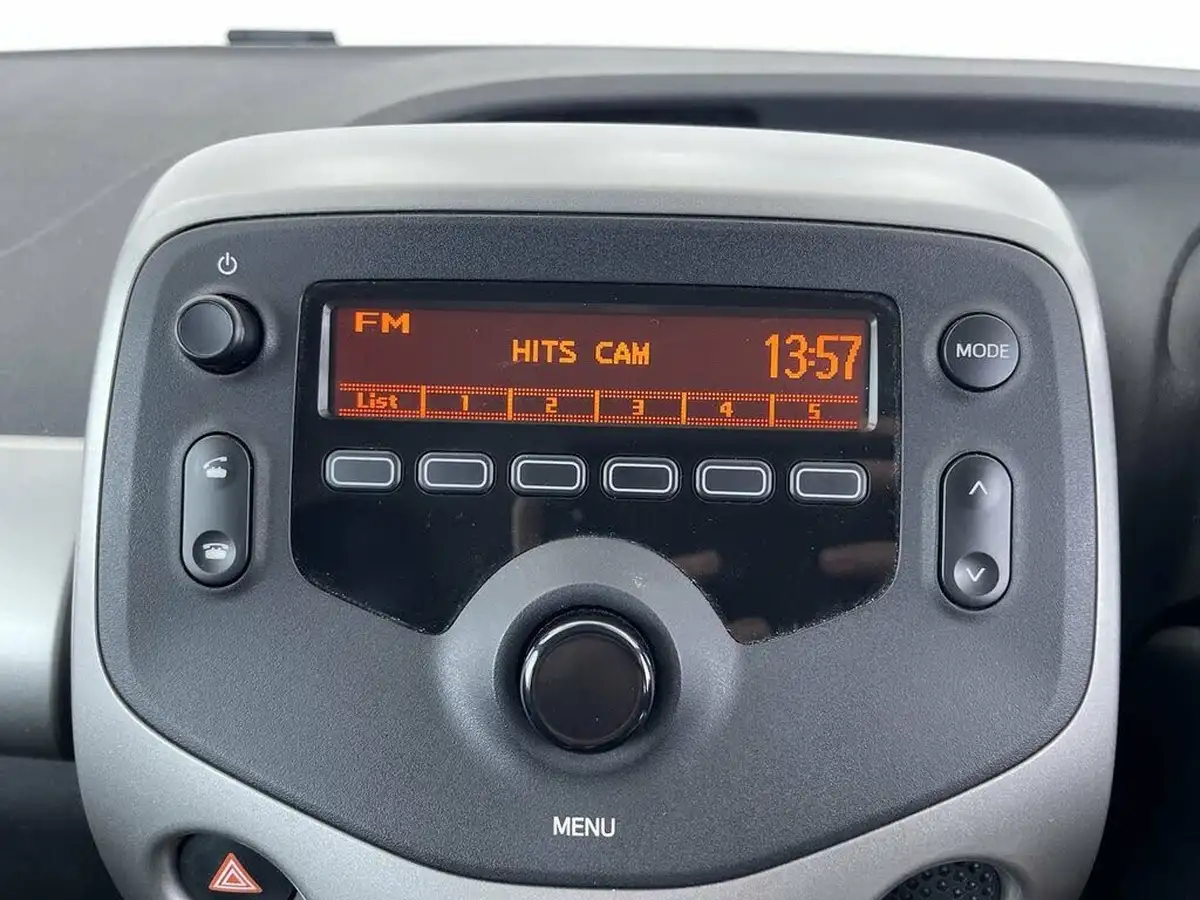 FM
HITS CAM
13:57
List 1 2 3 4 5
MODE
MENU